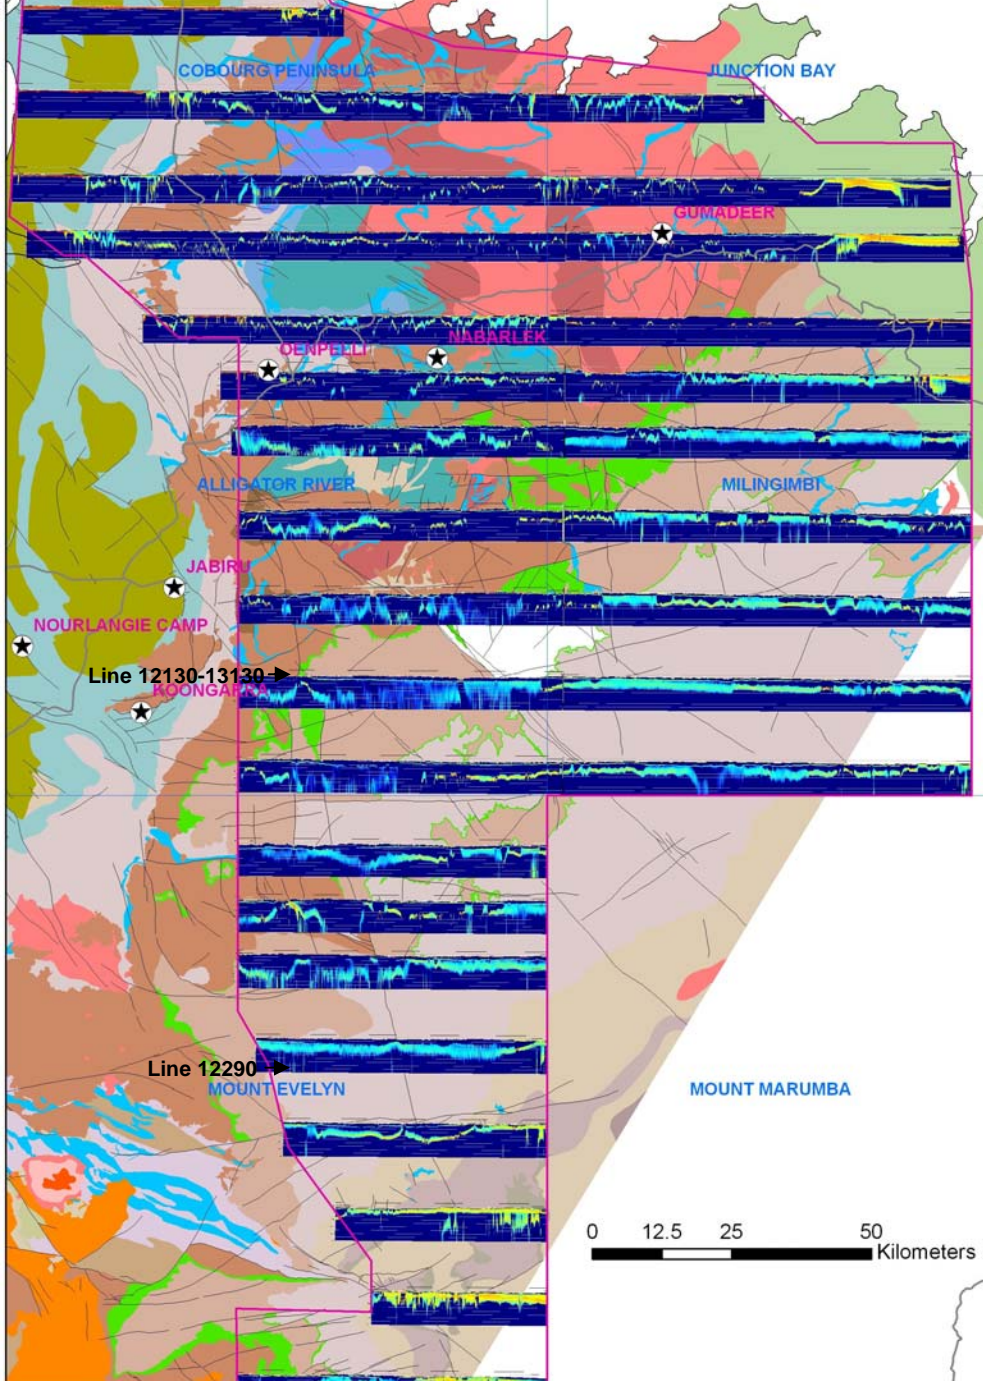 COBOURG PENINSULA
JUNCTION BAY
GUMADEER
OENPELLI
NABARLEK
ALLIGATOR RIVER
MILINGIMBI
JABIRU
NOURLANGIE CAMP
Line 12130-13130
KOONGARRA
Line 12290
MOUNT EVELYN
MOUNT MARUMBA
0 12.5 25 50
Kilometers